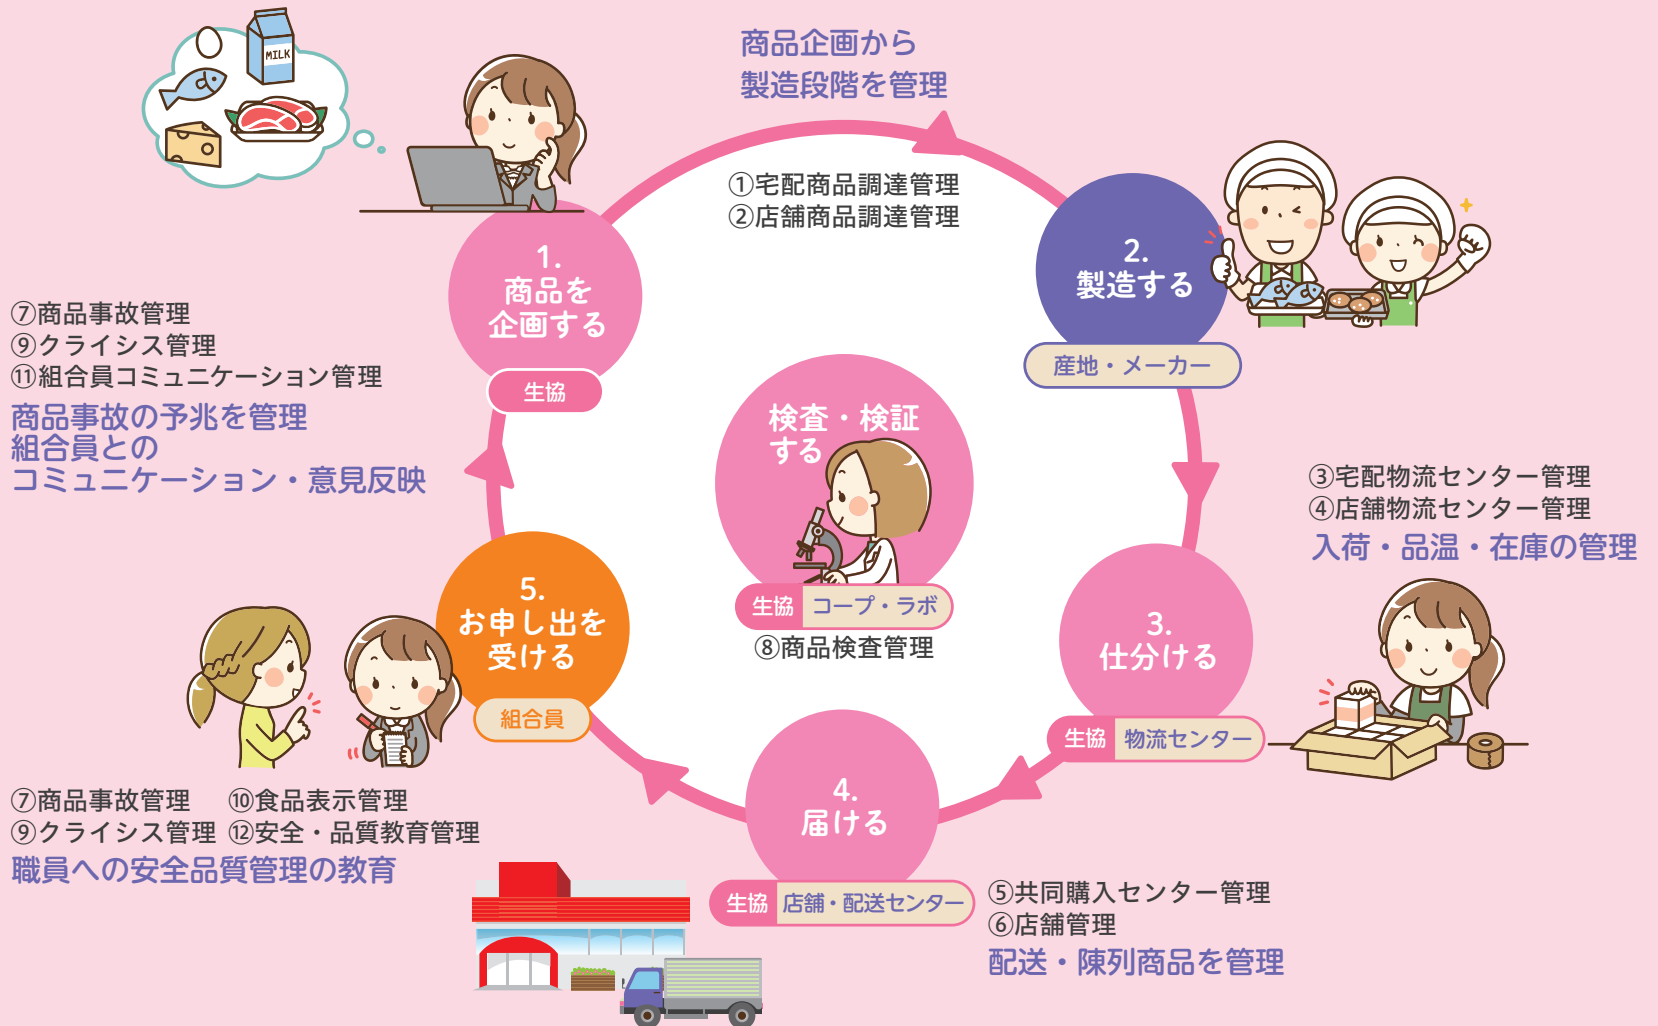 MILK
商品企画から
製造段階を管理
①宅配商品調達管理
②店舗商品調達管理
1.
商品を
企画する
生協
2.
製造する
産地・メーカー
③宅配物流センター管理
④店舗物流センター管理
入荷・品温・在庫の管理
3.
仕分ける
生協 物流センター
4.
届ける
生協 店舗・配送センター
⑤共同購入センター管理
⑥店舗管理
配送・陳列商品を管理
5.
お申し出を
受ける
組合員
⑦商品事故管理 ⑩食品表示管理
⑨クライシス管理 ⑫安全・品質教育管理
職員への安全品質管理の教育
⑦商品事故管理
⑨クライシス管理
⑪組合員コミュニケーション管理
商品事故の予兆を管理
組合員との
コミュニケーション・意見反映
検査・検証
する
生協 コープ・ラボ
⑧商品検査管理